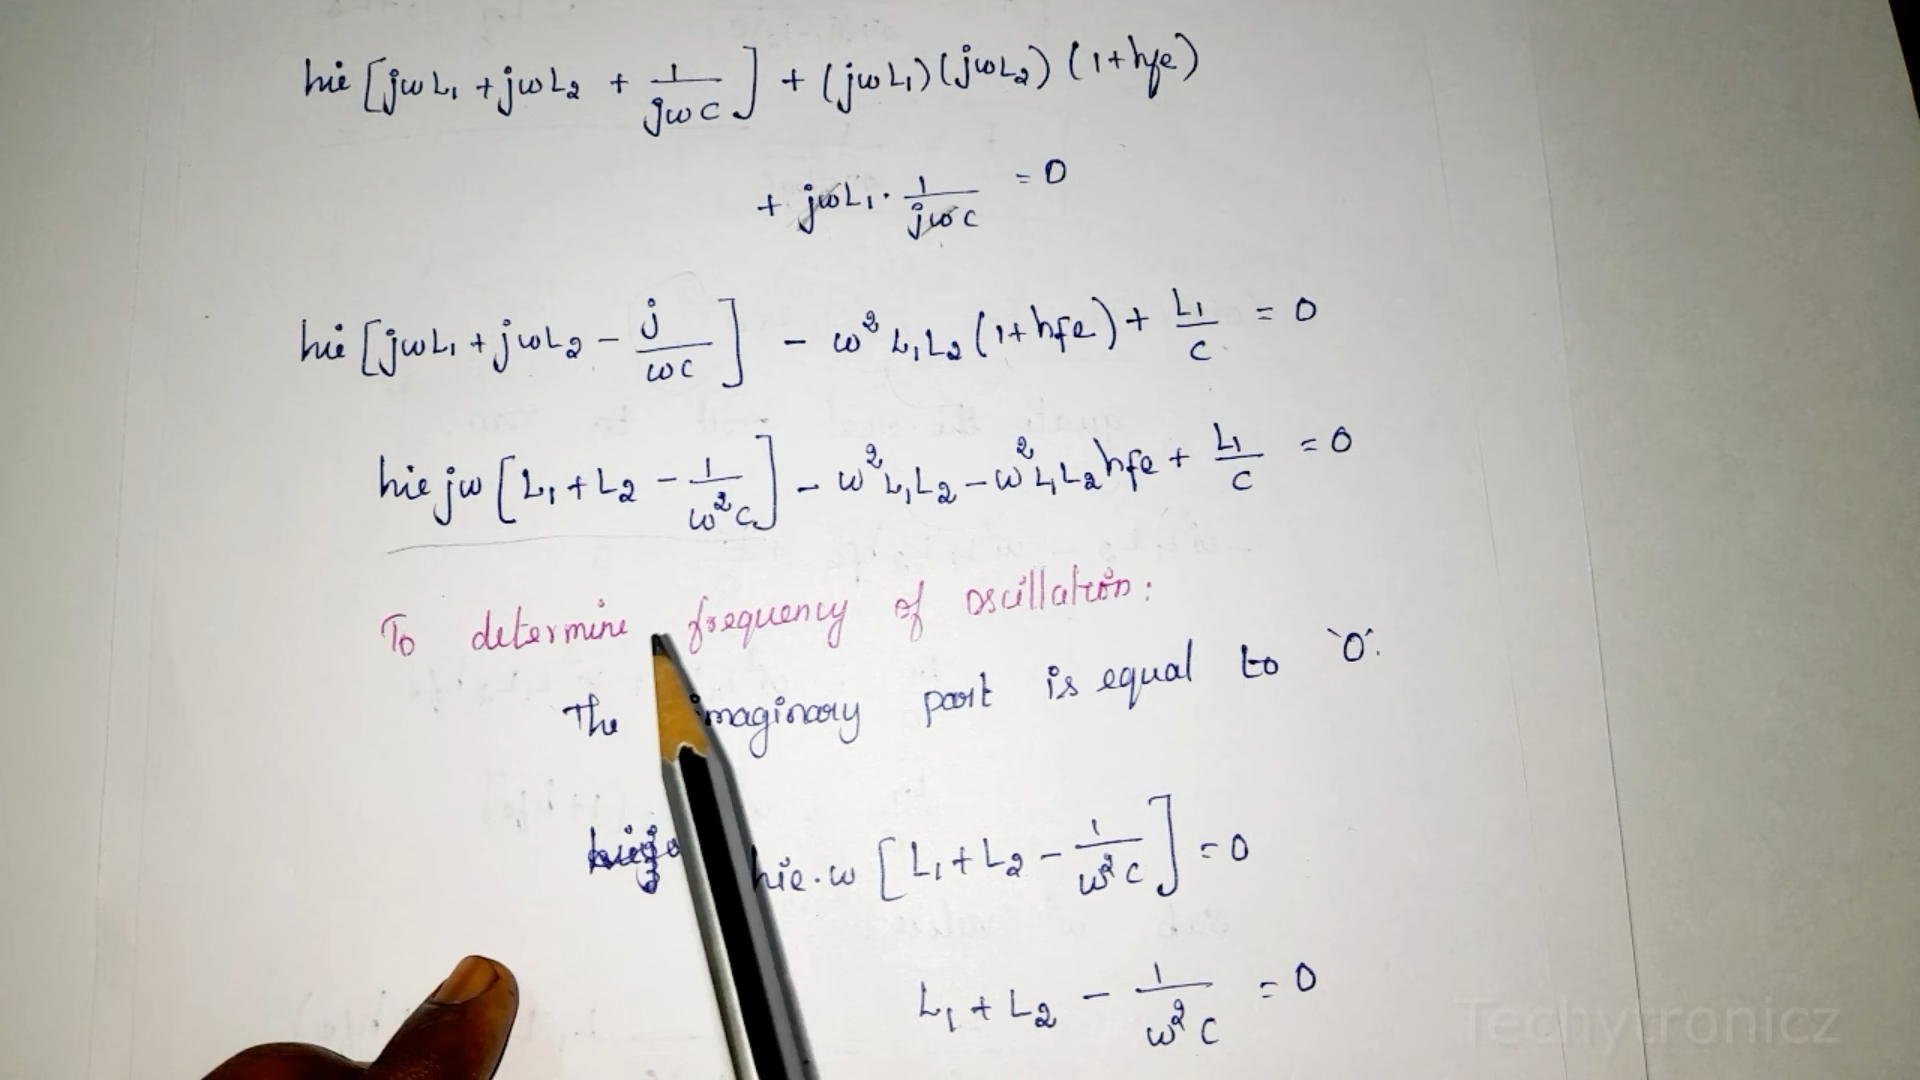 hie [jωL₁ + jωL₂ + 1/jωC] + (jωL₁)(jωL₂)(1+hfe)
+ jωL₁ · 1/jωC = 0
hie [jωL₁ + jωL₂ - j/ωC] - ω²L₁L₂(1+hfe) + L₁/C = 0
hie jω [L₁ + L₂ - 1/ω²C] - ω²L₁L₂ - ω²L₁L₂hfe + L₁/C = 0
To determine frequency of oscillation:
The imaginary part is equal to '0'.
hie·ω [L₁ + L₂ - 1/ω²C] = 0
L₁ + L₂ - 1/ω²C = 0
Techytronicz